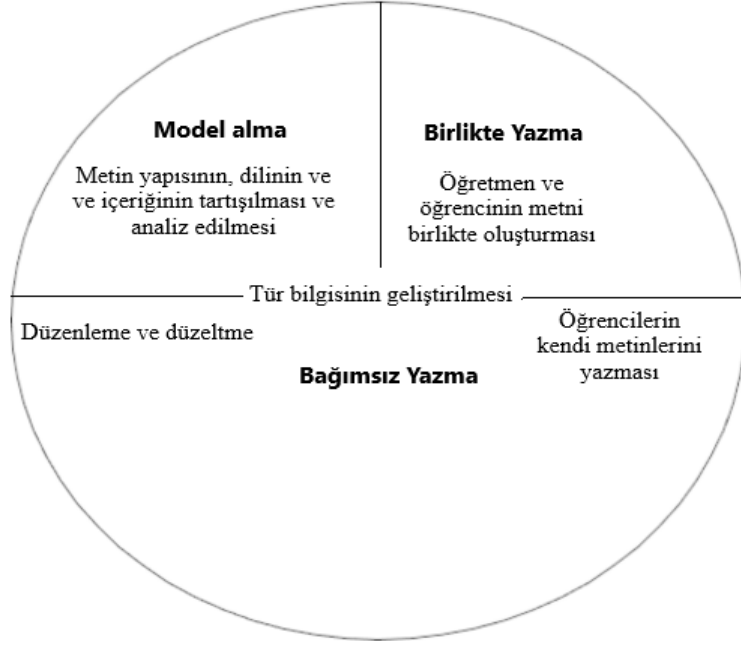 Model alma
Metin yapısının, dilinin ve
ve içeriğinin tartışılması ve
analiz edilmesi
Birlikte Yazma
Öğretmen ve
öğrencinin metni
birlikte oluşturması
Tür bilgisinin geliştirilmesi
Düzenleme ve düzeltme
Öğrencilerin
kendi metinlerini
yazması
Bağımsız Yazma